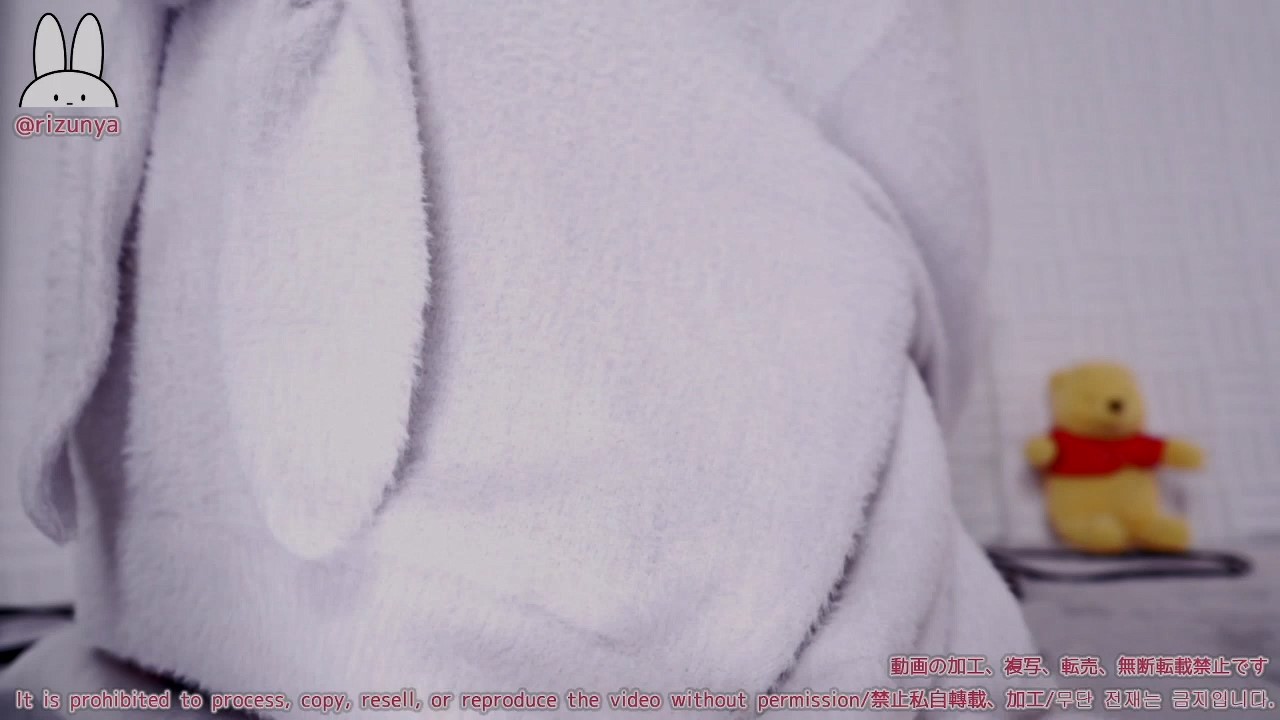 @rizunya
動画の加工、複写、転売、無断転載禁止です
It is prohibited to process, copy, resell, or reproduce the video without permission/禁止私自轉載、加工/무단 전재는 금지입니다.